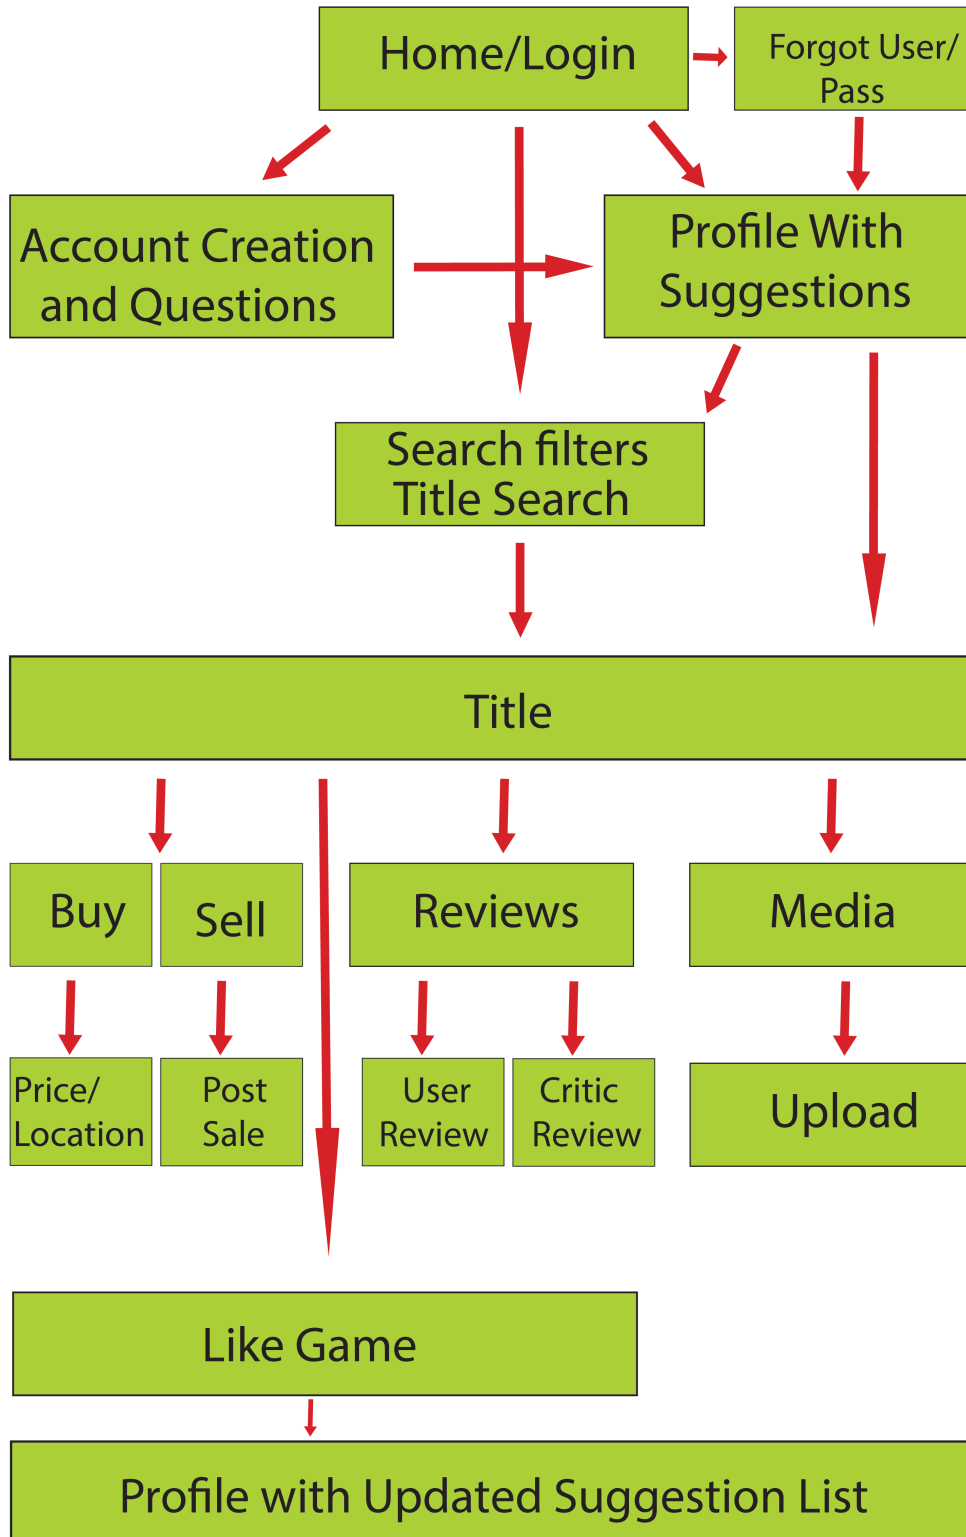 Home/Login
Forgot User/
Pass
Account Creation
and Questions
Profile With
Suggestions
Search filters
Title Search
Title
Buy
Sell
Reviews
Media
Price/
Location
Post
Sale
User
Review
Critic
Review
Upload
Like Game
Profile with Updated Suggestion List